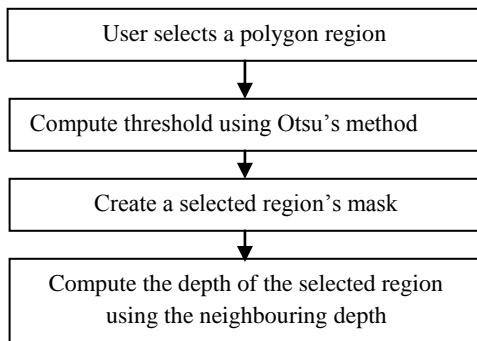 User selects a polygon region
Compute threshold using Otsu's method
Create a selected region's mask
Compute the depth of the selected region
using the neighbouring depth